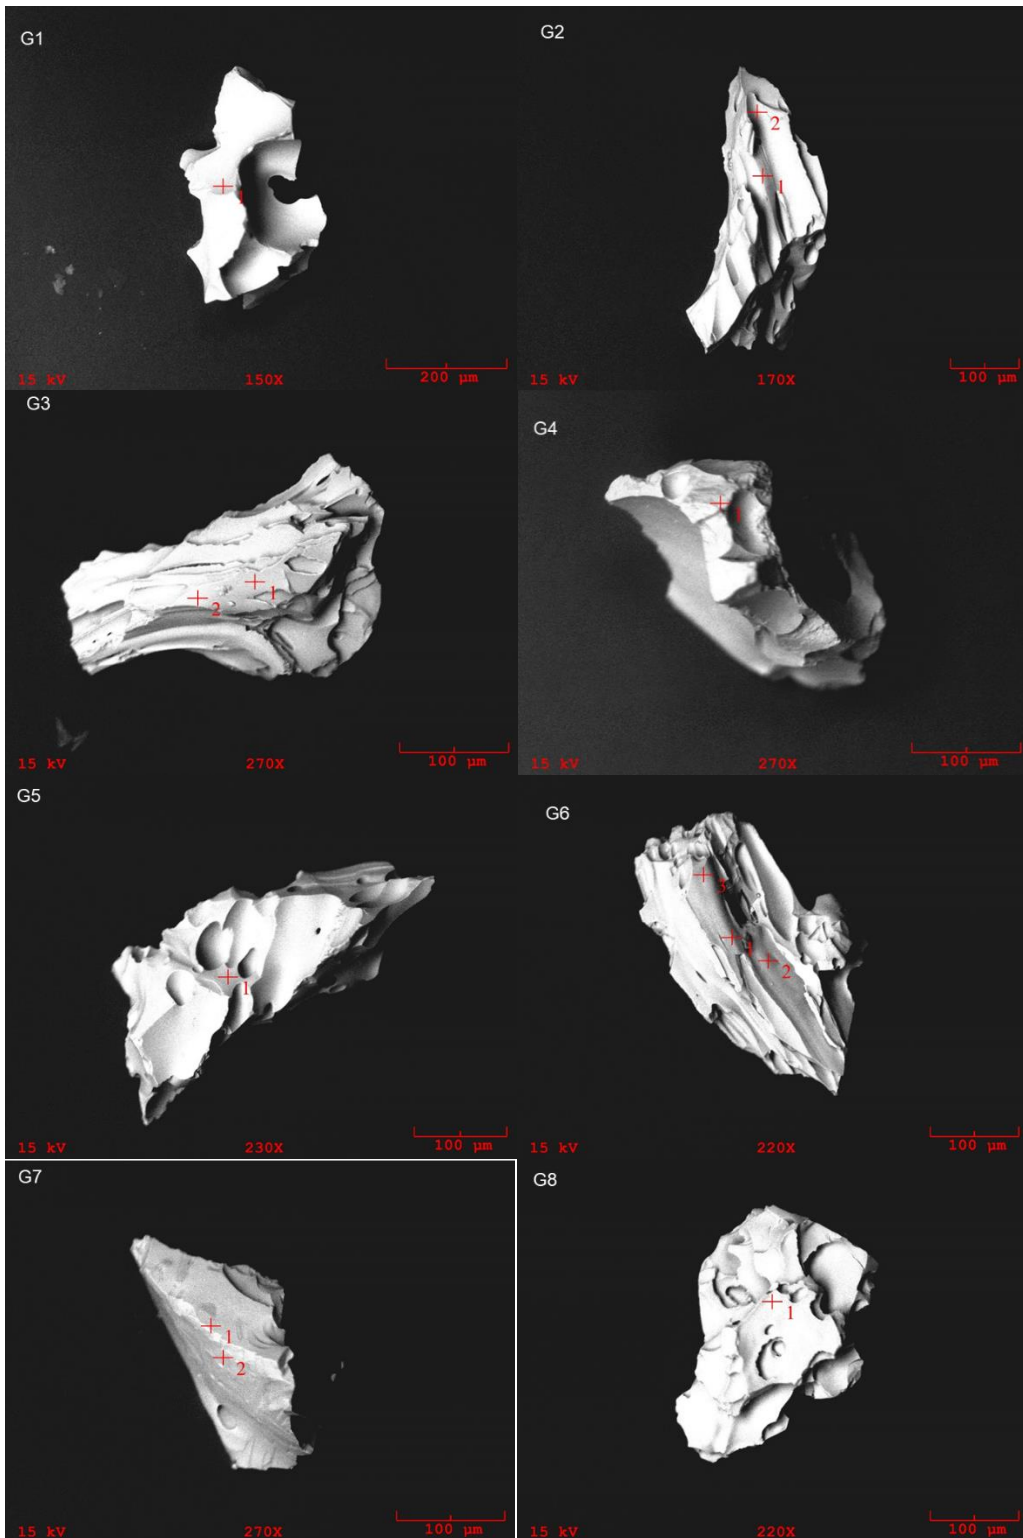 G1
1
15 kV 150X 200 µm
G2
2
1
15 kV 170X 100 µm
G3
1
2
15 kV 270X 100 µm
G4
1
15 kV 270X 100 µm
G5
1
15 kV 230X 100 µm
G6
3
1
2
15 kV 220X 100 µm
G7
1
2
15 kV 270X 100 µm
G8
1
15 kV 220X 100 µm